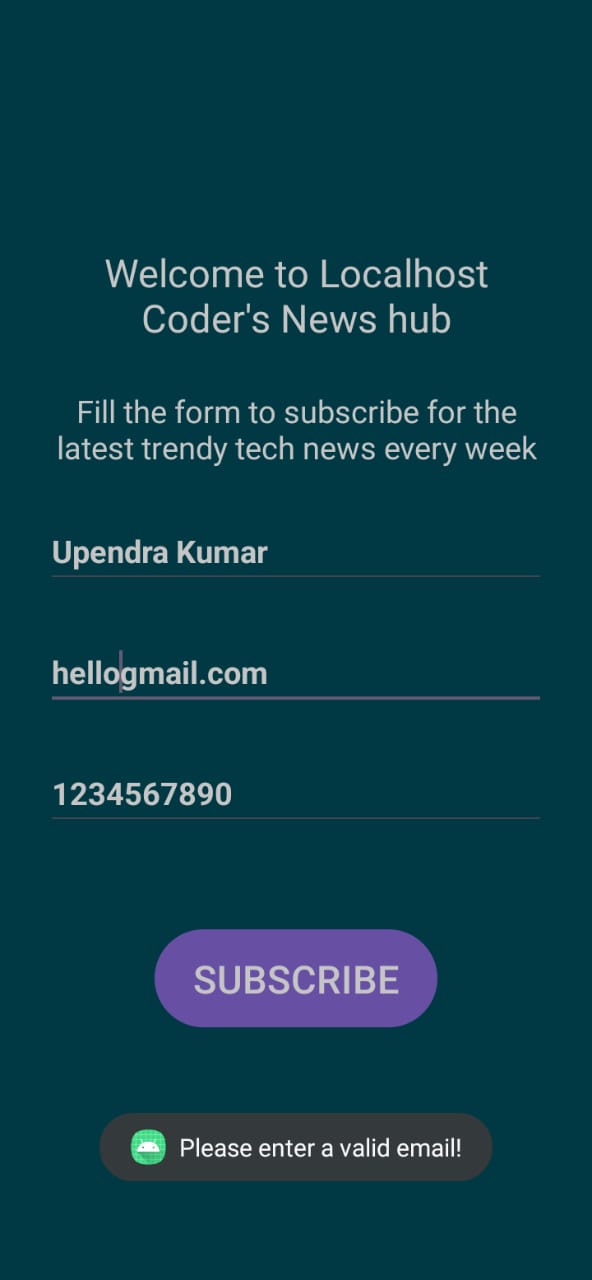 Welcome to Localhost
Coder's News hub
Fill the form to subscribe for the
latest trendy tech news every week
Upendra Kumar
hellogmail.com
1234567890
SUBSCRIBE
Please enter a valid email!